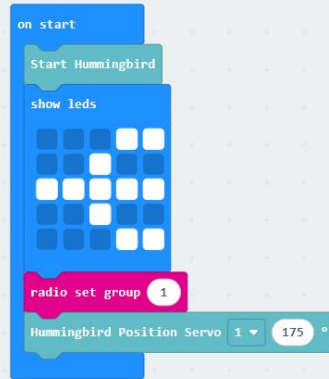 on start
Start Hummingbird
show leds
radio set group 1
Hummingbird Position Servo 1 175 °